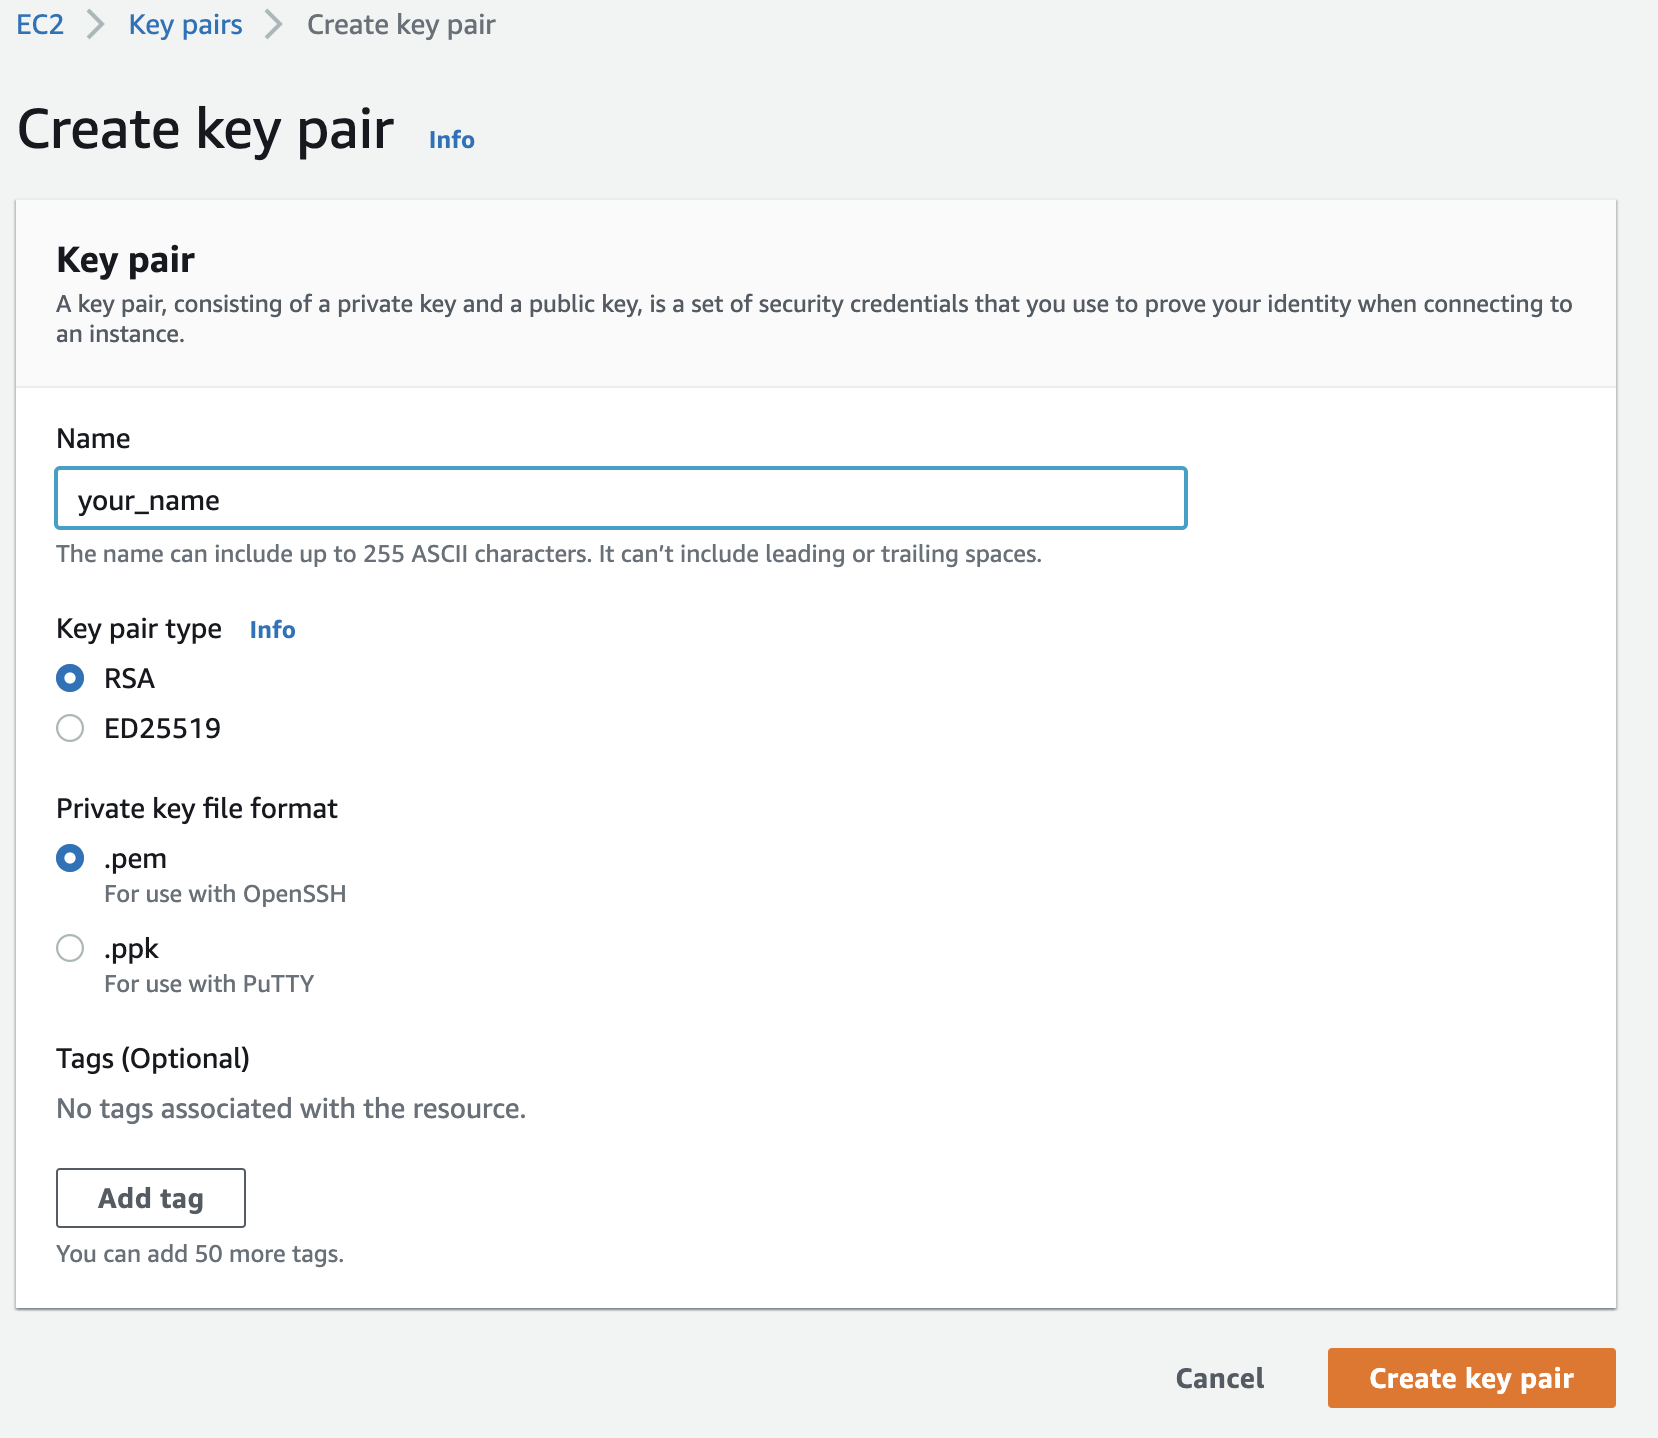 EC2 Key pairs Create key pair
Create key pair Info
Key pair
A key pair, consisting of a private key and a public key, is a set of security credentials that you use to prove your identity when connecting to
an instance.
Name
your_name
The name can include up to 255 ASCII characters. It can't include leading or trailing spaces.
Key pair type Info
RSA
ED25519
Private key file format
.pem
For use with OpenSSH
.ppk
For use with PuTTY
Tags (Optional)
No tags associated with the resource.
Add tag
You can add 50 more tags.
Cancel Create key pair